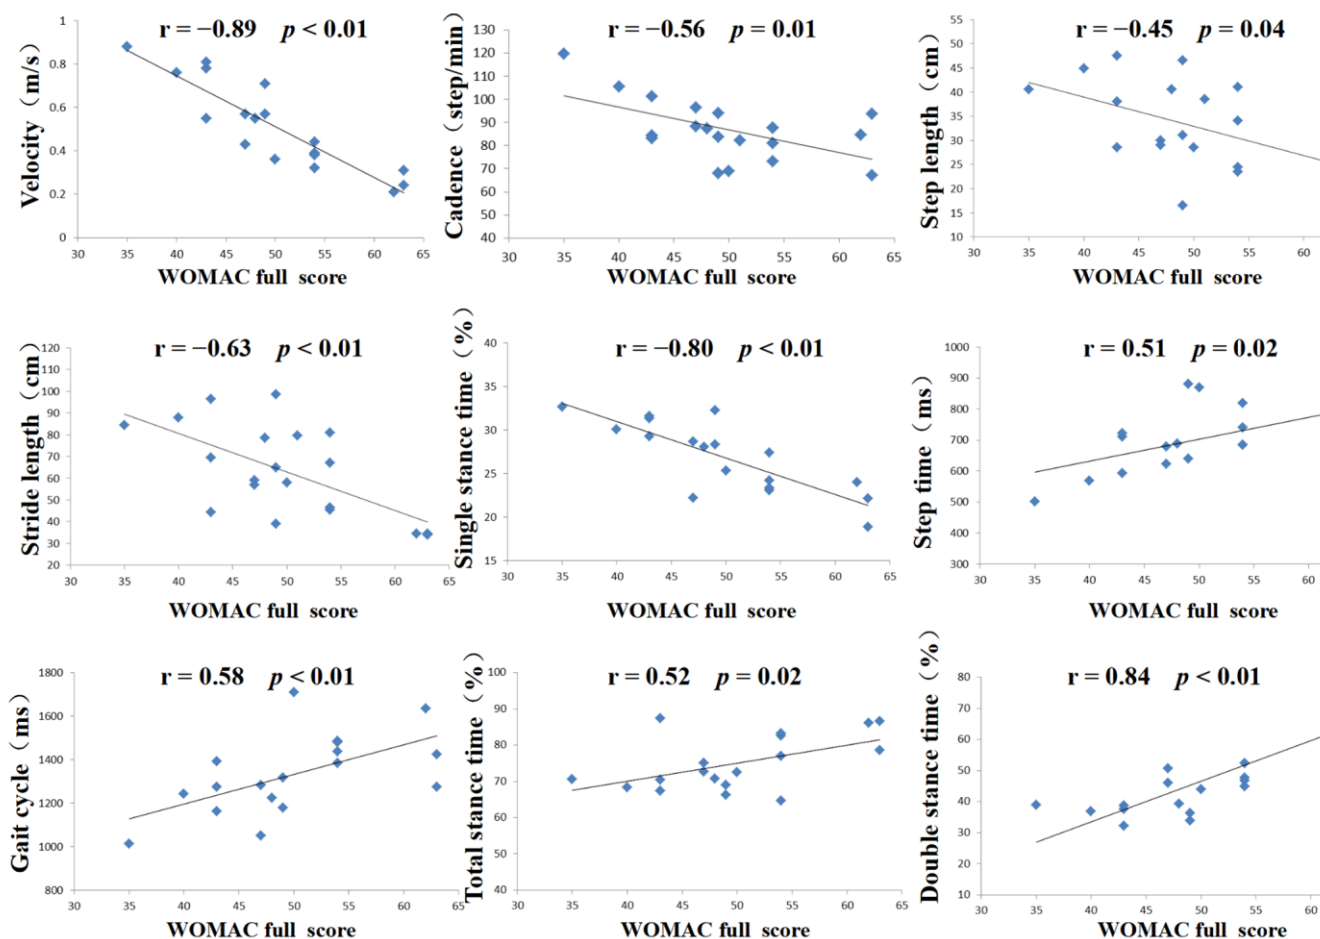 r = −0.89 p < 0.01
Velocity（m/s）
1
0.8
0.6
0.4
0.2
0
30 35 40 45 50 55 60 65
WOMAC full score
r = −0.56 p = 0.01
Cadence（step/min）
130
120
110
100
90
80
70
60
50
40
30 35 40 45 50 55 60 65
WOMAC full score
r = −0.45 p = 0.04
Step length（cm）
55
50
45
40
35
30
25
20
15
10
30 35 40 45 50 55 60
WOMAC full score
r = −0.63 p < 0.01
Stride length（cm）
120
110
100
90
80
70
60
50
40
30
20
30 35 40 45 50 55 60 65
WOMAC full score
r = −0.80 p < 0.01
Single stance time（%）
40
35
30
25
20
15
30 35 40 45 50 55 60 65
WOMAC full score
r = 0.51 p = 0.02
Step time（ms）
1000
900
800
700
600
500
400
300
30 35 40 45 50 55 60
WOMAC full score
r = 0.58 p < 0.01
Gait cycle（ms）
1800
1600
1400
1200
1000
800
30 35 40 45 50 55 60 65
WOMAC full score
r = 0.52 p = 0.02
Total stance time（%）
100
90
80
70
60
50
40
30 35 40 45 50 55 60 65
WOMAC full score
r = 0.84 p < 0.01
Double stance time（%）
80
70
60
50
40
30
20
10
30 35 40 45 50 55 60
WOMAC full score